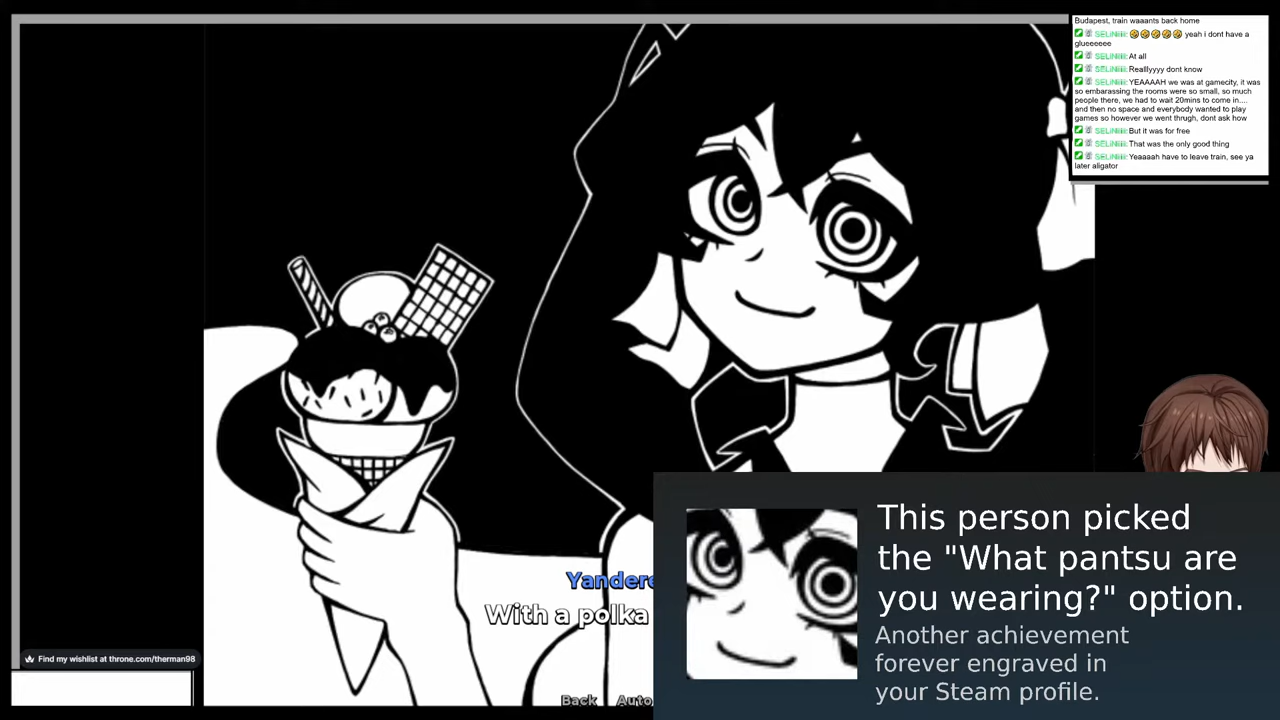 Budapest, train waaants back home
SELiNiiii: 🤣🤣🤣🤣🤣 yeah i dont have a
glueeeeee
SELiNiiii: At all
SELiNiiii: Realllyyyy dont know
SELiNiiii: YEAAAAH we was at gamecity, it was
so embarassing the rooms were so small, so much
people there, we had to wait 20mins to come in....
and then no space and everybody wanted to play
games so however we went thrugh, dont ask how
SELiNiiii: But it was for free
SELiNiiii: That was the only good thing
SELiNiiii: Yeaaaah have to leave train, see ya
later aligator
This person picked
the "What pantsu are
you wearing?" option.
Another achievement
forever engraved in
your Steam profile.
Yandere
With a polka
Back Auto
Find my wishlist at throne.com/therman98